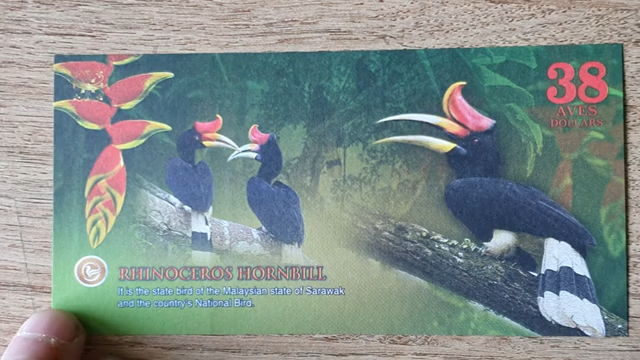 38
AVES
DOLLARS
RHINOCEROS HORNBILL
It is the state bird of the Malaysian state of Sarawak
and the country's National Bird.